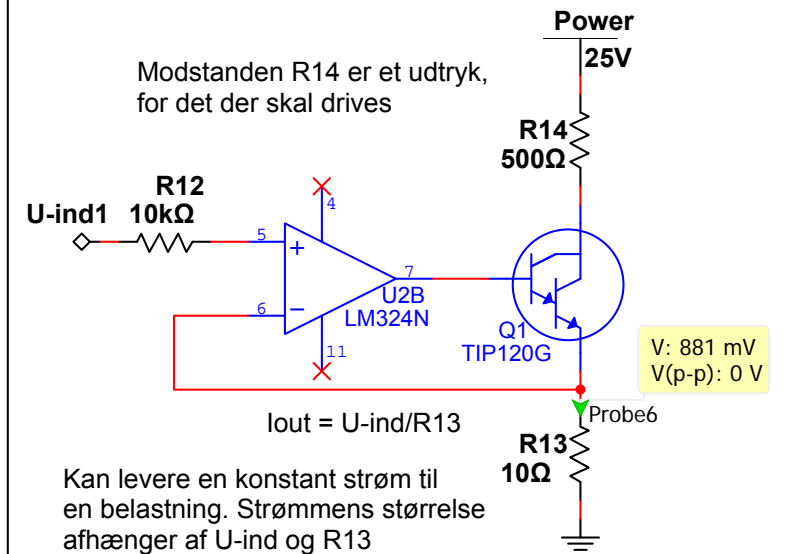 Power
25V
Modstanden R14 er et udtryk,
for det der skal drives
R14
500Ω
R12
10kΩ
U-ind1
4
5
+
7
6
−
U2B
LM324N
11
Q1
TIP120G
V: 881 mV
V(p-p): 0 V
Probe6
Iout = U-ind/R13
R13
10Ω
Kan levere en konstant strøm til
en belastning. Strømmens størrelse
afhænger af U-ind og R13